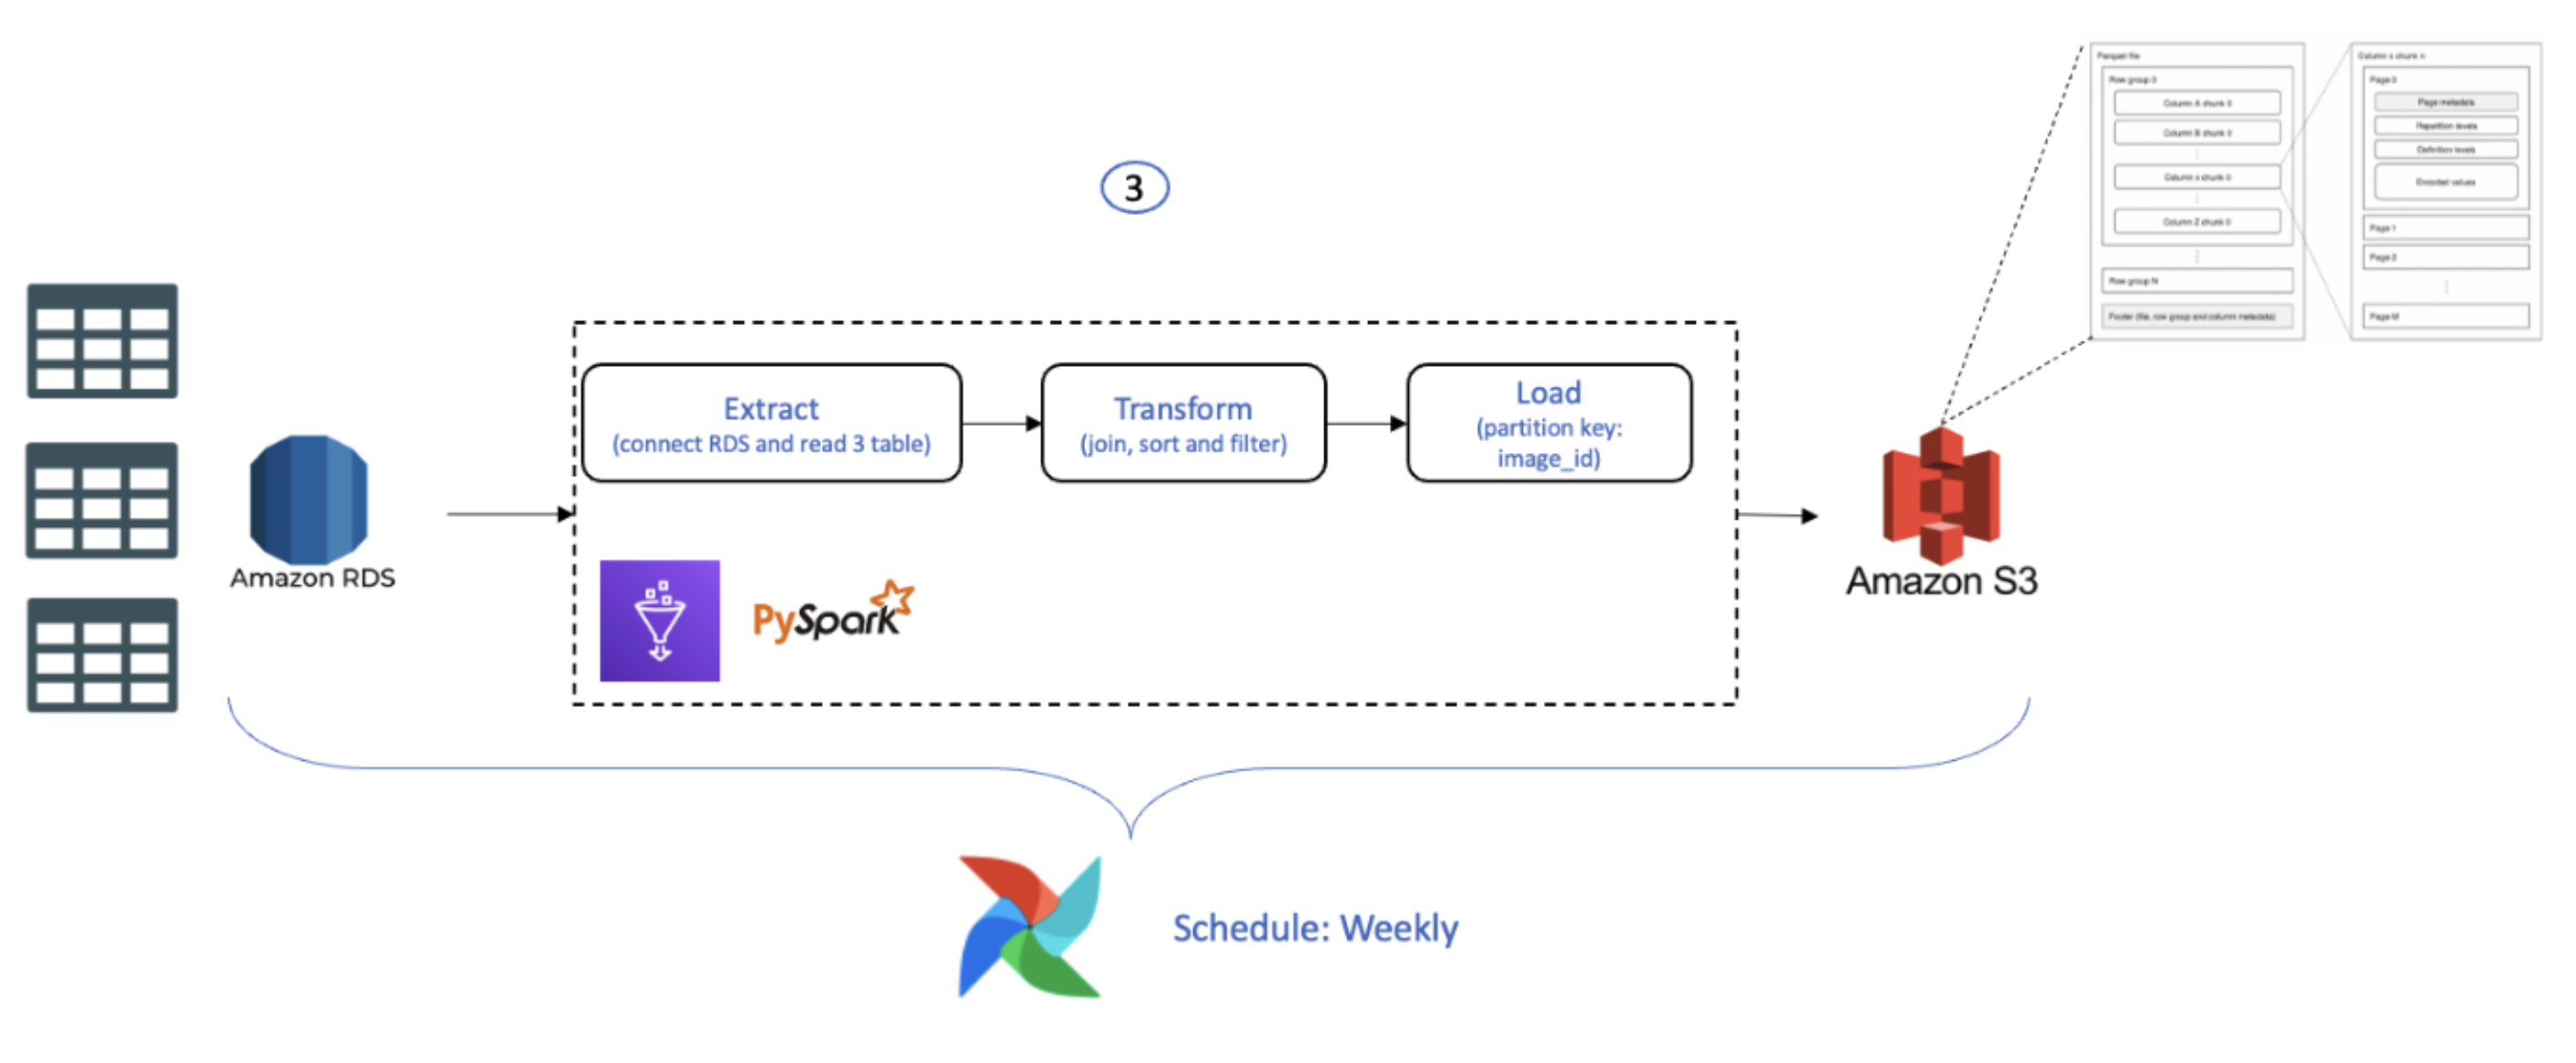 3
Extract
(connect RDS and read 3 table)
Transform
(join, sort and filter)
Load
(partition key:
image_id)
Amazon RDS
PySpark
Amazon S3
Schedule: Weekly
Parquet file
Row group 0
Column A chunk 0
Column B chunk 0
Column x chunk 0
Column Z chunk 0
Row group N
Footer (file, row group and column metadata)
Column x chunk n
Page 0
Page metadata
Repetition levels
Definition levels
Encoded values
Page 1
Page 2
Page M